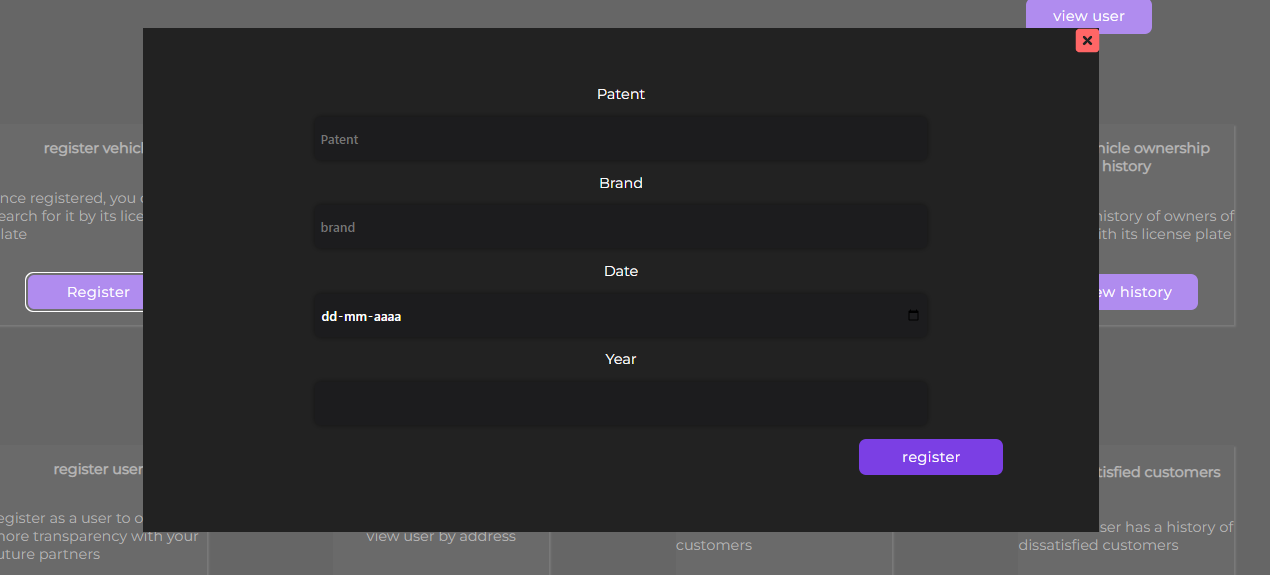 view user
Patent
Patent
Brand
brand
Date
dd-mm-aaaa
Year
register
register vehicl
nce registered, you
earch for it by its lice
late
Register
hicle ownership
history
history of owners of
ith its license plate
ew history
register user
egister as a user to o
more transparency with your
uture partners
view user by address
customers
tisfied customers
ser has a history of
dissatisfied customers